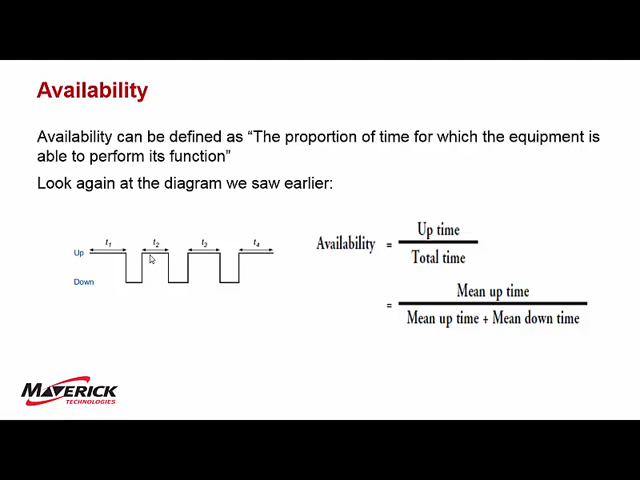 Availability
Availability can be defined as “The proportion of time for which the equipment is
able to perform its function”
Look again at the diagram we saw earlier:
t1 t2 t3 t4
Up
Down
Availability = Up time
Total time
= Mean up time
Mean up time + Mean down time
MAVERICK
TECHNOLOGIES